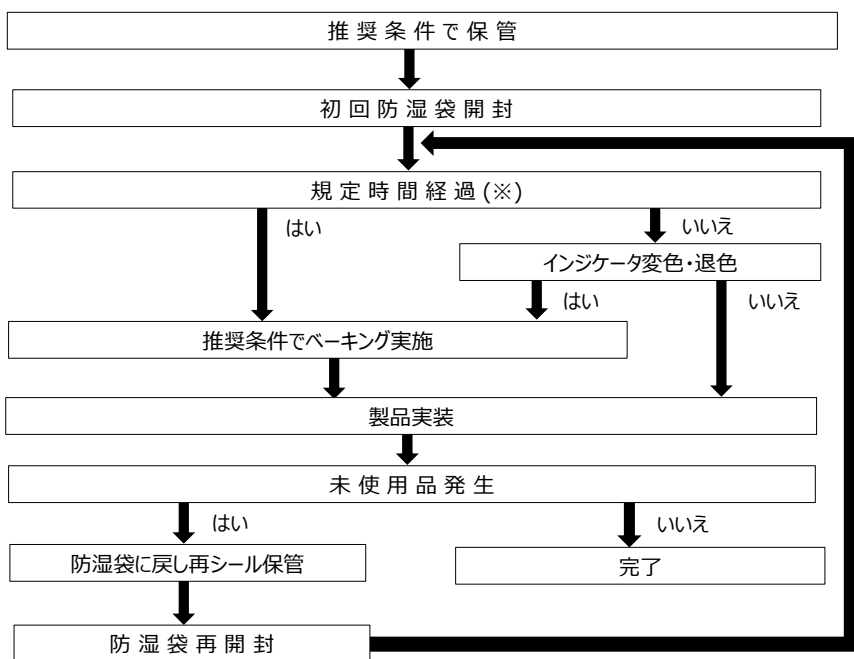 推奨条件で保管
初回防湿袋開封
規定時間経過(※)
はい
いいえ
インジケータ変色・退色
はい
いいえ
推奨条件でベーキング実施
製品実装
未使用品発生
はい
いいえ
防湿袋に戻し再シール保管
完了
防湿袋再開封